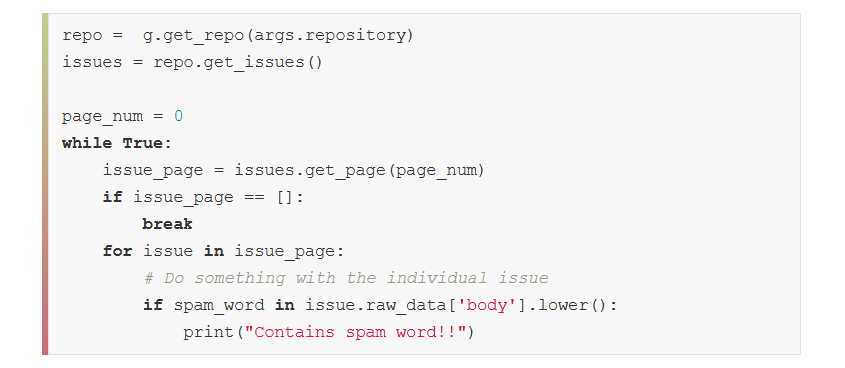 repo =  g.get_repo(args.repository)
issues = repo.get_issues()

page_num = 0
while True:
    issue_page = issues.get_page(page_num)
    if issue_page == []:
        break
    for issue in issue_page:
        # Do something with the individual issue
        if spam_word in issue.raw_data['body'].lower():
            print("Contains spam word!!")